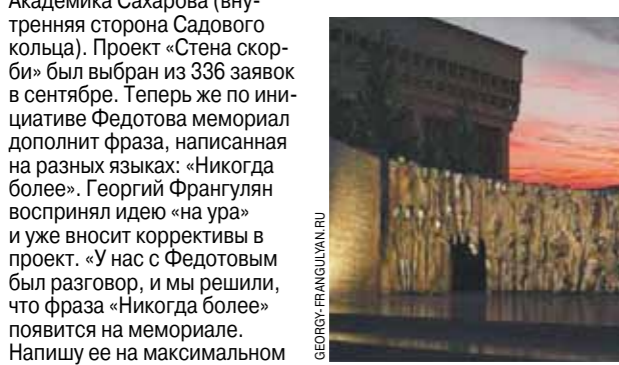 Академика Сахарова (вну-
тренняя сторона Садового
кольца). Проект «Стена скор-
би» был выбран из 336 заявок
в сентябре. Теперь же по ини-
циативе Федотова мемориал
дополнит фраза, написанная
на разных языках: «Никогда
более». Георгий Франгулян
воспринял идею «на ура»
и уже вносит коррективы в
проект. «У нас с Федотовым
был разговор, и мы решили,
что фраза «Никогда более»
появится на мемориале.
Напишу ее на максимальном
GEORGY-FRANGULYAN.RU